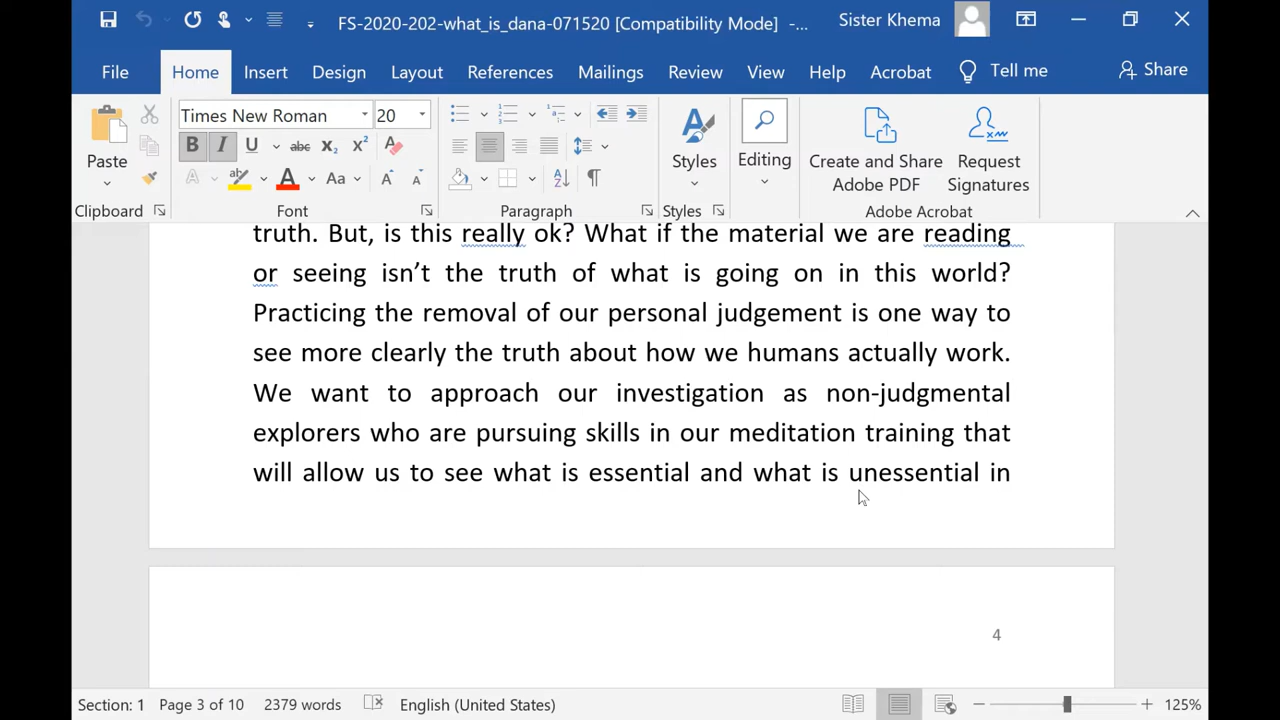 FS-2020-202-what_is_dana-071520 [Compatibility Mode] -...
Sister Khema
File Home Insert Design Layout References Mailings Review View Help Acrobat Tell me Share
Times New Roman 20
Paste
B I U abc x₂ x²
A ab A Aa A A
Styles
Editing
Create and Share Adobe PDF
Request Signatures
Clipboard Font Paragraph Styles Adobe Acrobat
truth. But, is this really ok? What if the material we are reading
or seeing isn’t the truth of what is going on in this world?
Practicing the removal of our personal judgement is one way to
see more clearly the truth about how we humans actually work.
We want to approach our investigation as non-judgmental
explorers who are pursuing skills in our meditation training that
will allow us to see what is essential and what is unessential in
4
Section: 1 Page 3 of 10 2379 words English (United States) 125%